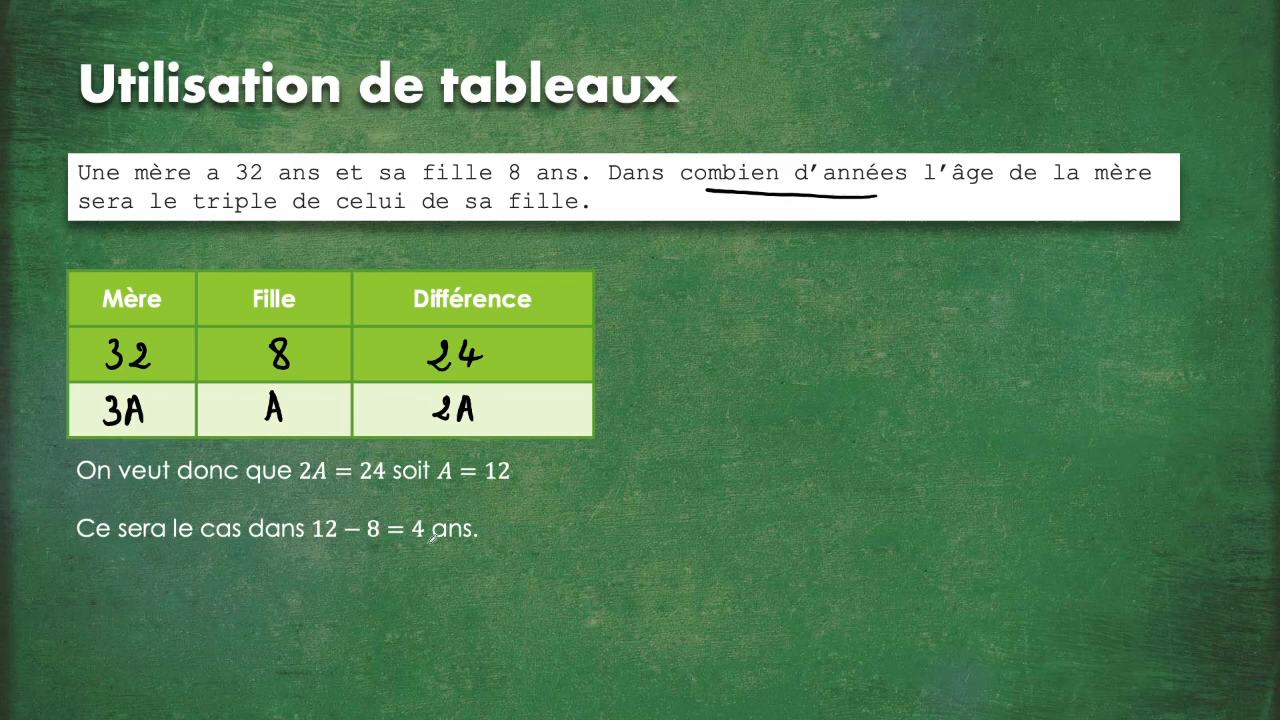 Utilisation de tableaux
Une mère a 32 ans et sa fille 8 ans. Dans combien d’années l’âge de la mère
sera le triple de celui de sa fille.
Mère Fille Différence
32 8 24
3A A 2A
On veut donc que 2A = 24 soit A = 12
Ce sera le cas dans 12 − 8 = 4 ans.